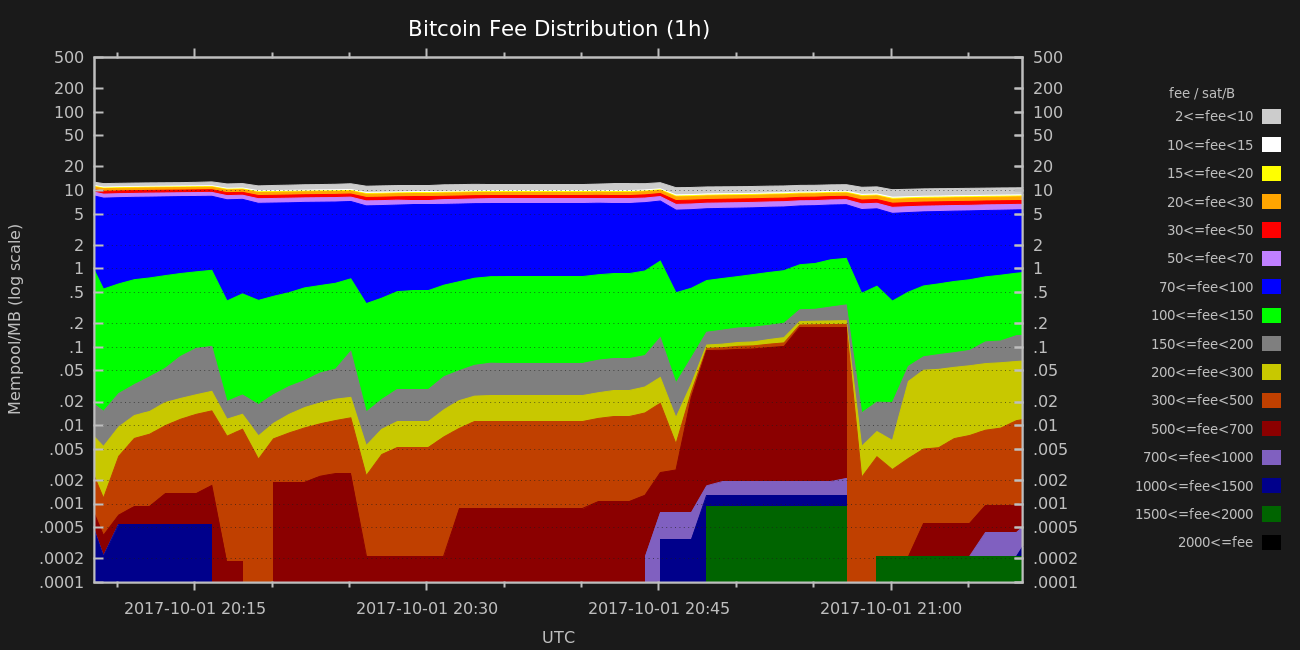 Bitcoin Fee Distribution (1h)
Mempool/MB (log scale)
500
200
100
50
20
10
5
2
1
.5
.2
.1
.05
.02
.01
.005
.002
.001
.0005
.0002
.0001
500
200
100
50
20
10
5
2
1
.5
.2
.1
.05
.02
.01
.005
.002
.001
.0005
.0002
.0001
fee / sat/B
2<=fee<10
10<=fee<15
15<=fee<20
20<=fee<30
30<=fee<50
50<=fee<70
70<=fee<100
100<=fee<150
150<=fee<200
200<=fee<300
300<=fee<500
500<=fee<700
700<=fee<1000
1000<=fee<1500
1500<=fee<2000
2000<=fee
2017-10-01 20:15
2017-10-01 20:30
2017-10-01 20:45
2017-10-01 21:00
UTC